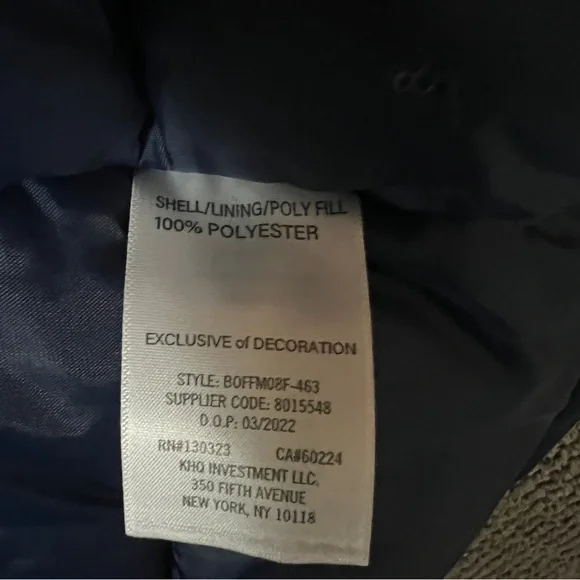 SHELL/LINING/POLY FILL
100% POLYESTER
EXCLUSIVE of DECORATION
STYLE: BOFFM08F-463
SUPPLIER CODE: 8015548
D.O.P: 03/2022
RN#130323 CA#60224
KHQ INVESTMENT LLC,
350 FIFTH AVENUE
NEW YORK, NY 10118